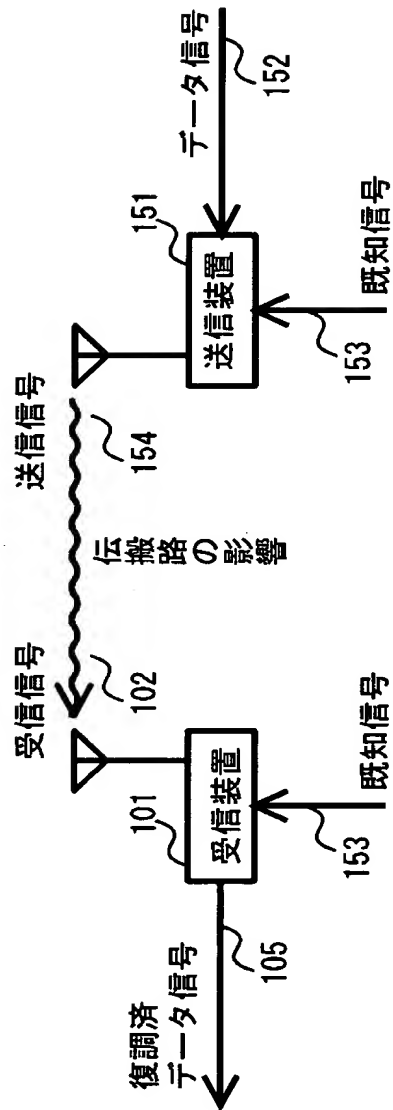 受信信号
送信信号
102
伝搬路の影響
154
101
151
復調済
データ信号
受信装置
送信装置
データ信号
105
152
153
153
既知信号
既知信号